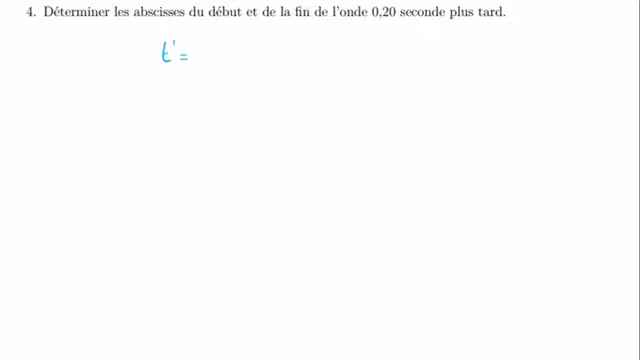 4. Déterminer les abscisses du début et de la fin de l'onde 0,20 seconde plus tard.
t' =